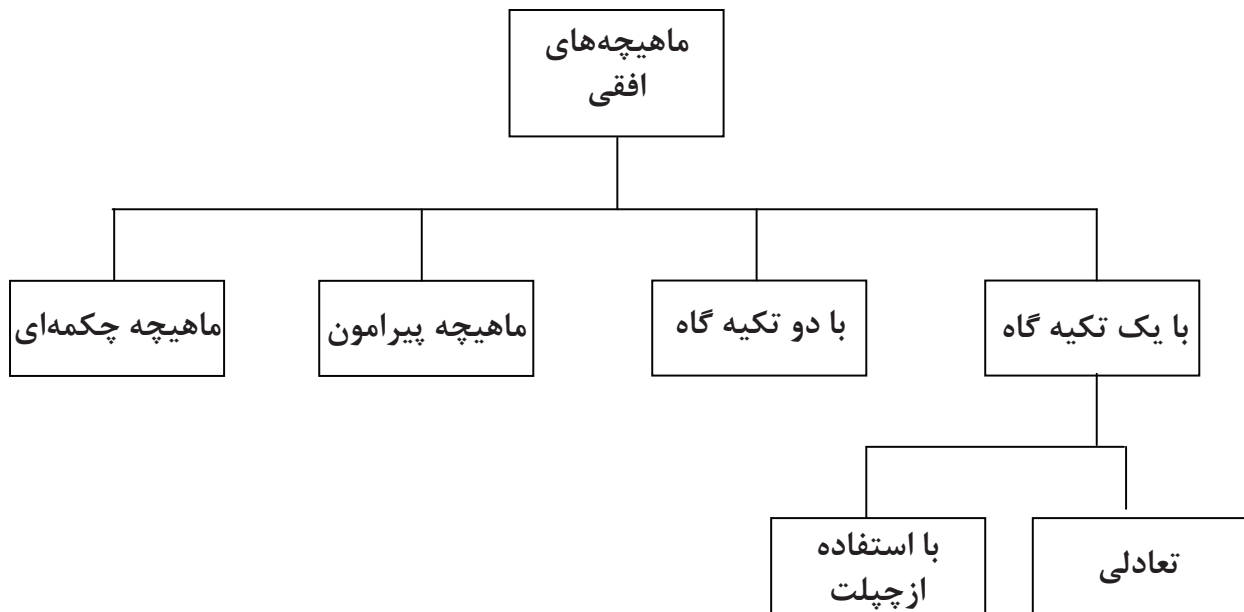 ماهیچه‌های
افقی
با یک تکیه گاه
با دو تکیه گاه
ماهیچه پیرامون
ماهیچه چکمه‌ای
تعادلی
با استفاده
ازچپلت